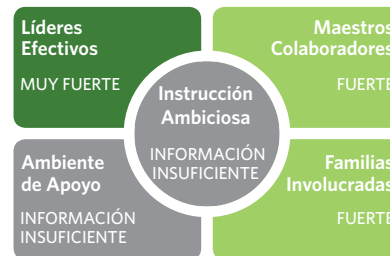 Líderes
Efectivos
MUY FUERTE
Maestros
Colaboradores
FUERTE
Instrucción
Ambiciosa
INFORMACIÓN
INSUFICIENTE
Ambiente
de Apoyo
INFORMACIÓN
INSUFICIENTE
Familias
Involucradas
FUERTE